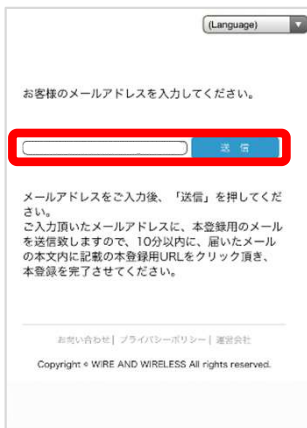 (Language)
お客様のメールアドレスを入力してください。
送 信
メールアドレスをご入力後、「送信」を押してくだ
さい。
ご入力頂いたメールアドレスに、本登録用のメール
を送信致しますので、10分以内に、届いたメール
の本文内に記載の本登録用URLをクリック頂き、
本登録を完了させてください。
お問い合わせ| プライバシーポリシー| 運営会社
Copyright © WIRE AND WIRELESS All rights reserved.